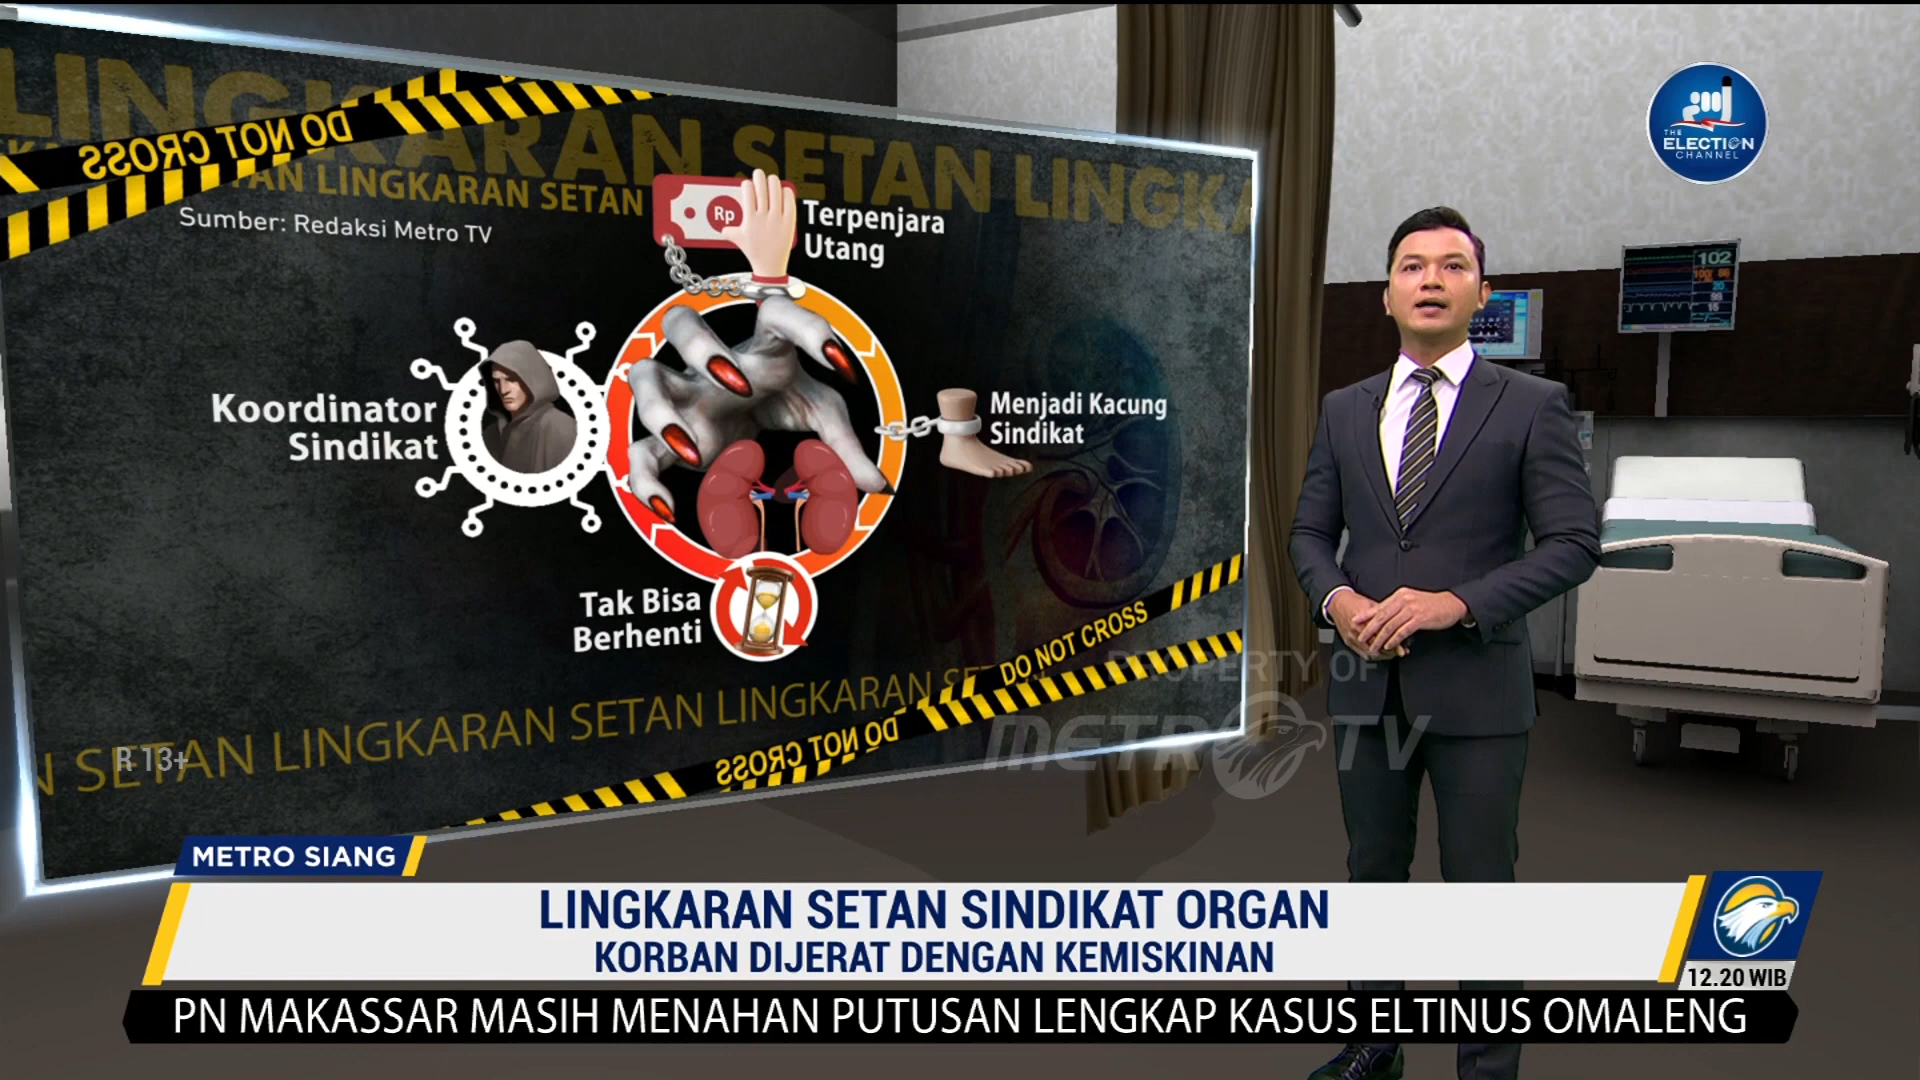 LINGKARAN SETAN LINGKA
TAN LINGKARAN SETAN
DO NOT CROSS
Sumber: Redaksi Metro TV
Rp
Terpenjara
Utang
Koordinator
Sindikat
Menjadi Kacung
Sindikat
Tak Bisa
Berhenti
DO NOT CROSS
DO NOT CROSS
N SETAN LINGKARAN SETAN LINGKARAN SE
R 13+
THE
ELECTION
CHANNEL
102
PROPERTY OF
METRO TV
METRO SIANG
LINGKARAN SETAN SINDIKAT ORGAN
KORBAN DIJERAT DENGAN KEMISKINAN
12.20 WIB
PN MAKASSAR MASIH MENAHAN PUTUSAN LENGKAP KASUS ELTINUS OMALENG